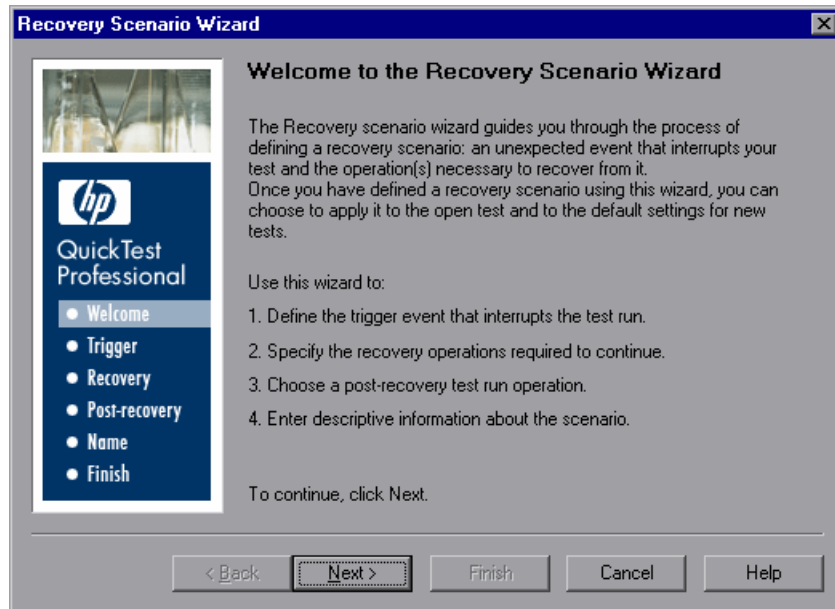 Recovery Scenario Wizard
Welcome to the Recovery Scenario Wizard
The Recovery scenario wizard guides you through the process of
defining a recovery scenario: an unexpected event that interrupts your
test and the operation(s) necessary to recover from it.
Once you have defined a recovery scenario using this wizard, you can
choose to apply it to the open test and to the default settings for new
tests.
Use this wizard to:
1. Define the trigger event that interrupts the test run.
2. Specify the recovery operations required to continue.
3. Choose a post-recovery test run operation.
4. Enter descriptive information about the scenario.
To continue, click Next.
hp
QuickTest
Professional
Welcome
Trigger
Recovery
Post-recovery
Name
Finish
< Back
Next >
Finish
Cancel
Help